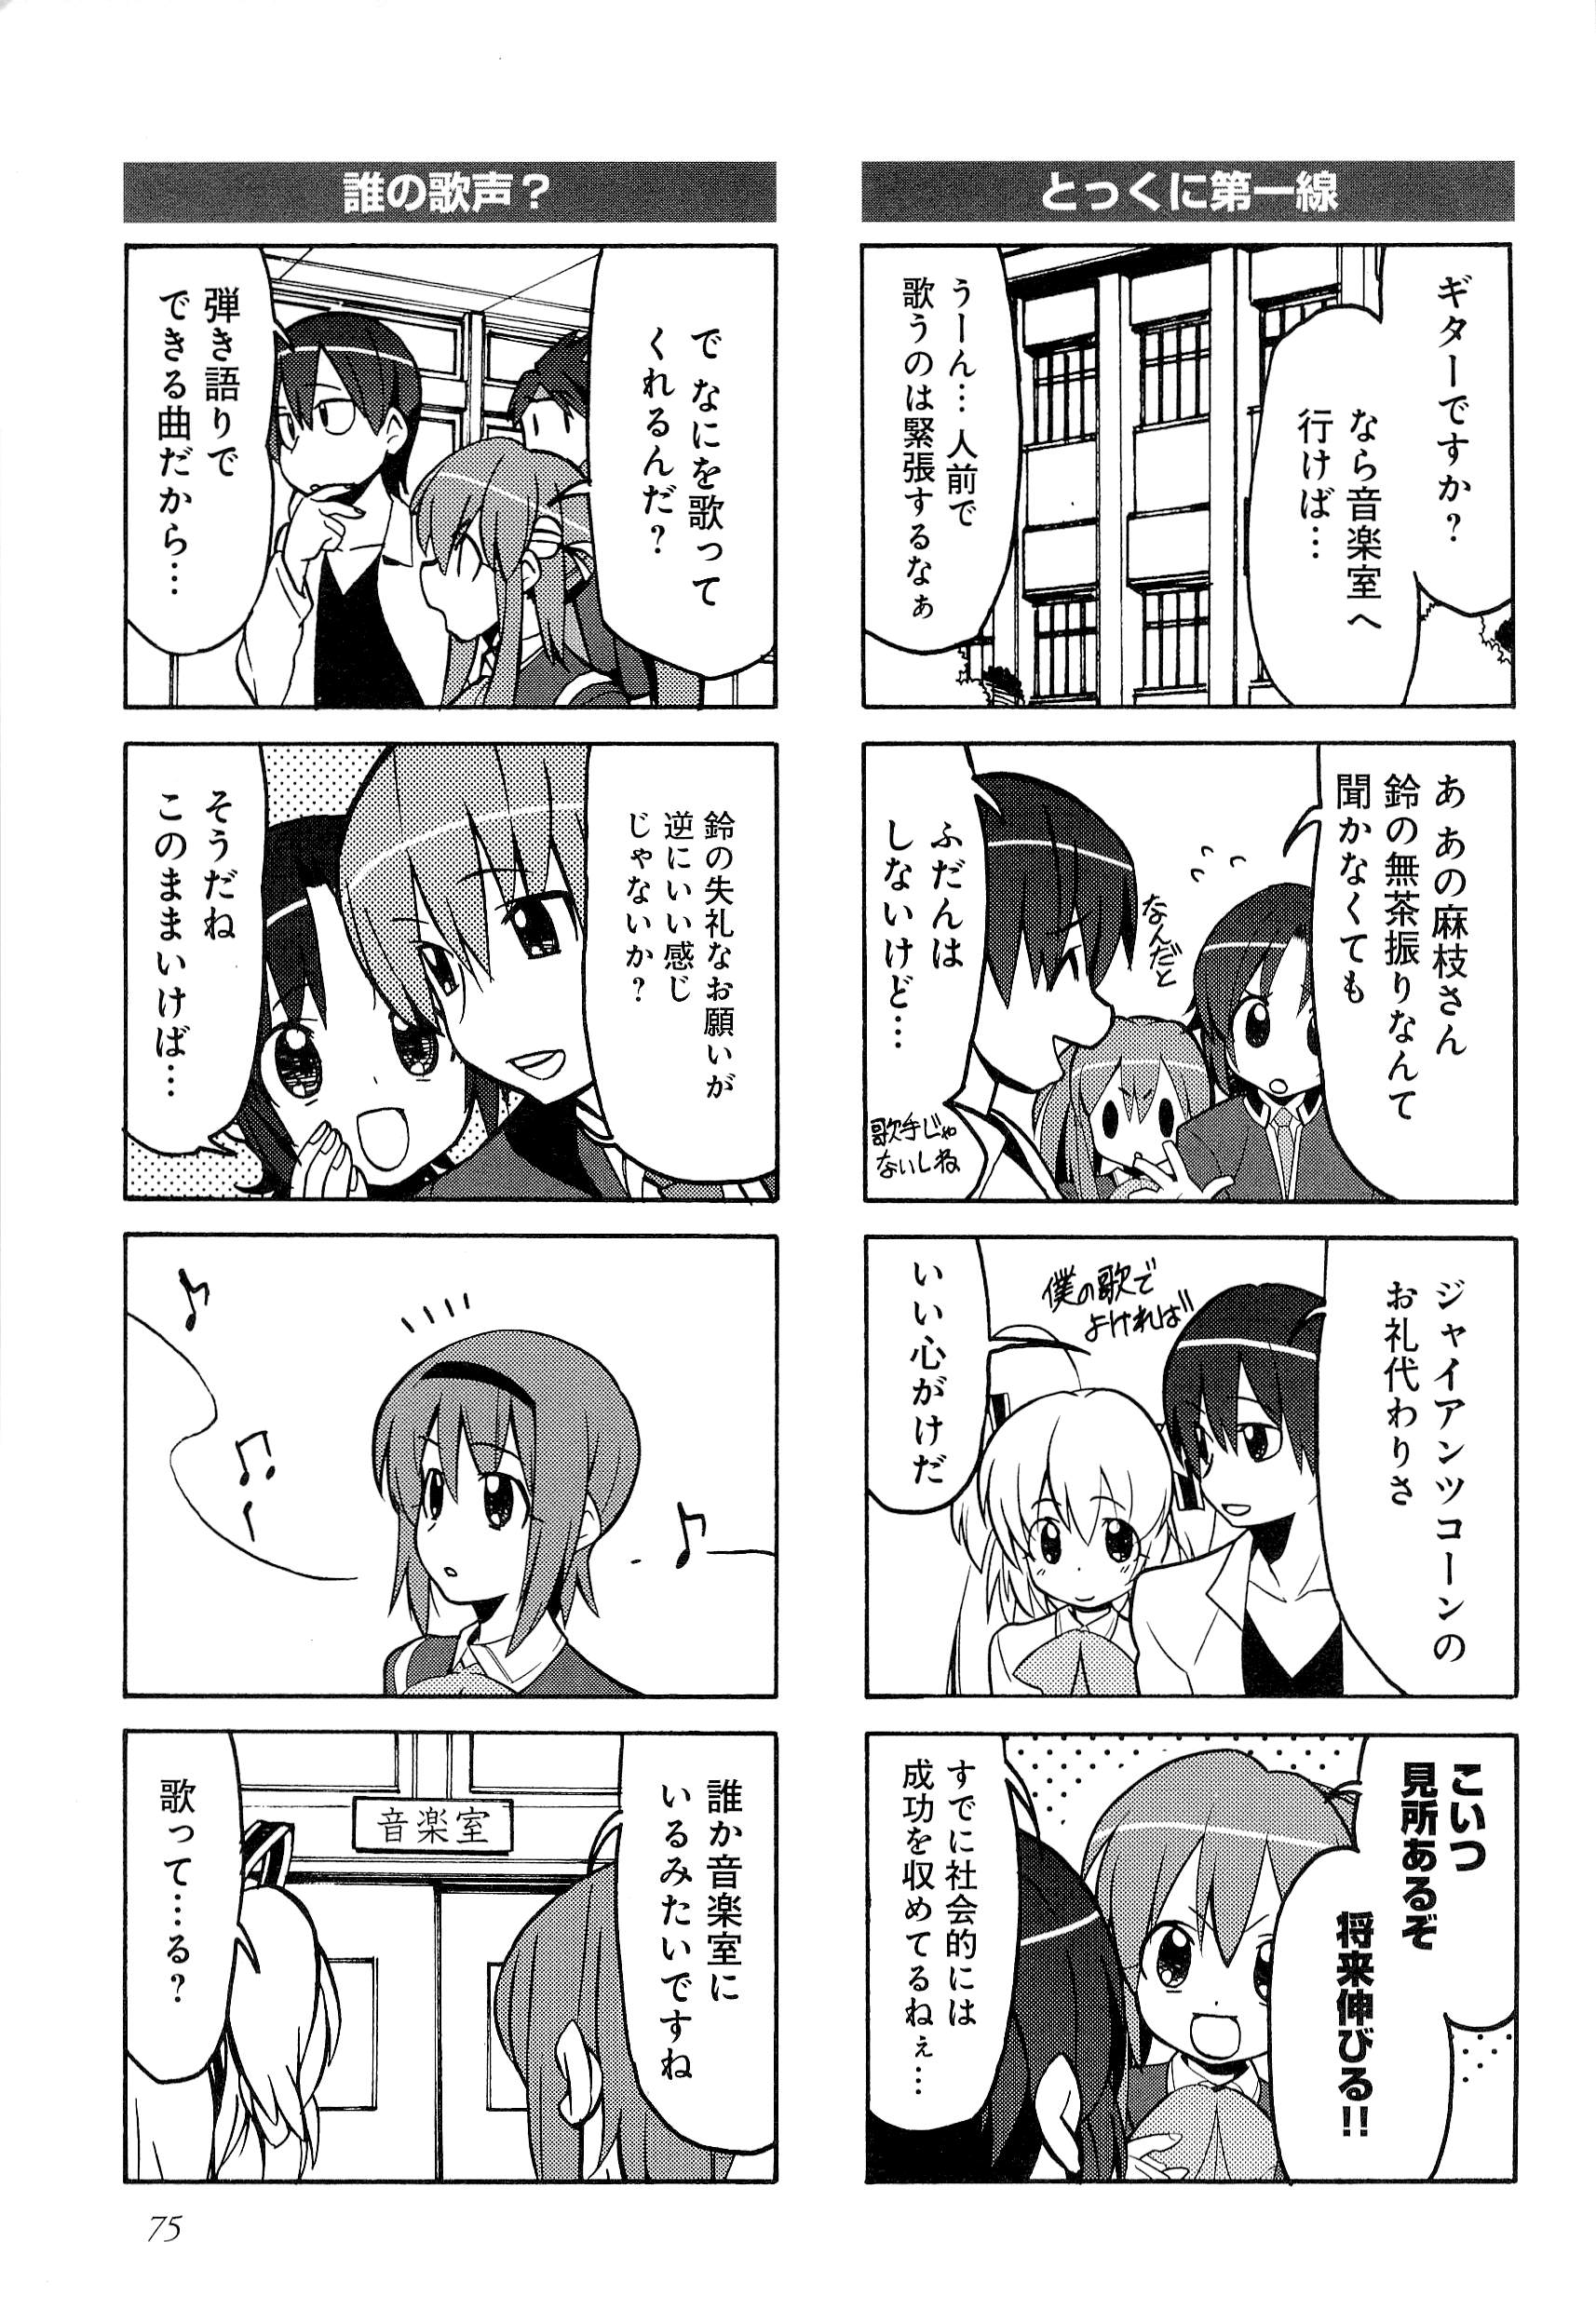 とっくに第一線
ギターですか?
なら音楽室へ
行けば…
うーん… 人前で
歌うのは緊張するなぁ
あ あの麻枝さん
鈴の無茶振りなんて
聞かなくても
なんだと
ふだんは
しないけど…
歌手じゃ
ないしね
ジャイアンツコーンの
お礼代わりさ
僕の歌で
よければ!!
いい心がけだ
こいつ
見所あるぞ
将来伸びる!!
すでに社会的には
成功を収めてるねぇ…
誰の歌声?
で なにを歌って
くれるんだ?
弾き語りで
できる曲だから…
鈴の失礼なお願いが
逆にいい感じ
じゃないか?
そうだね
このままいけば…
誰か音楽室に
いるみたいですね
音楽室
歌って…る?
75